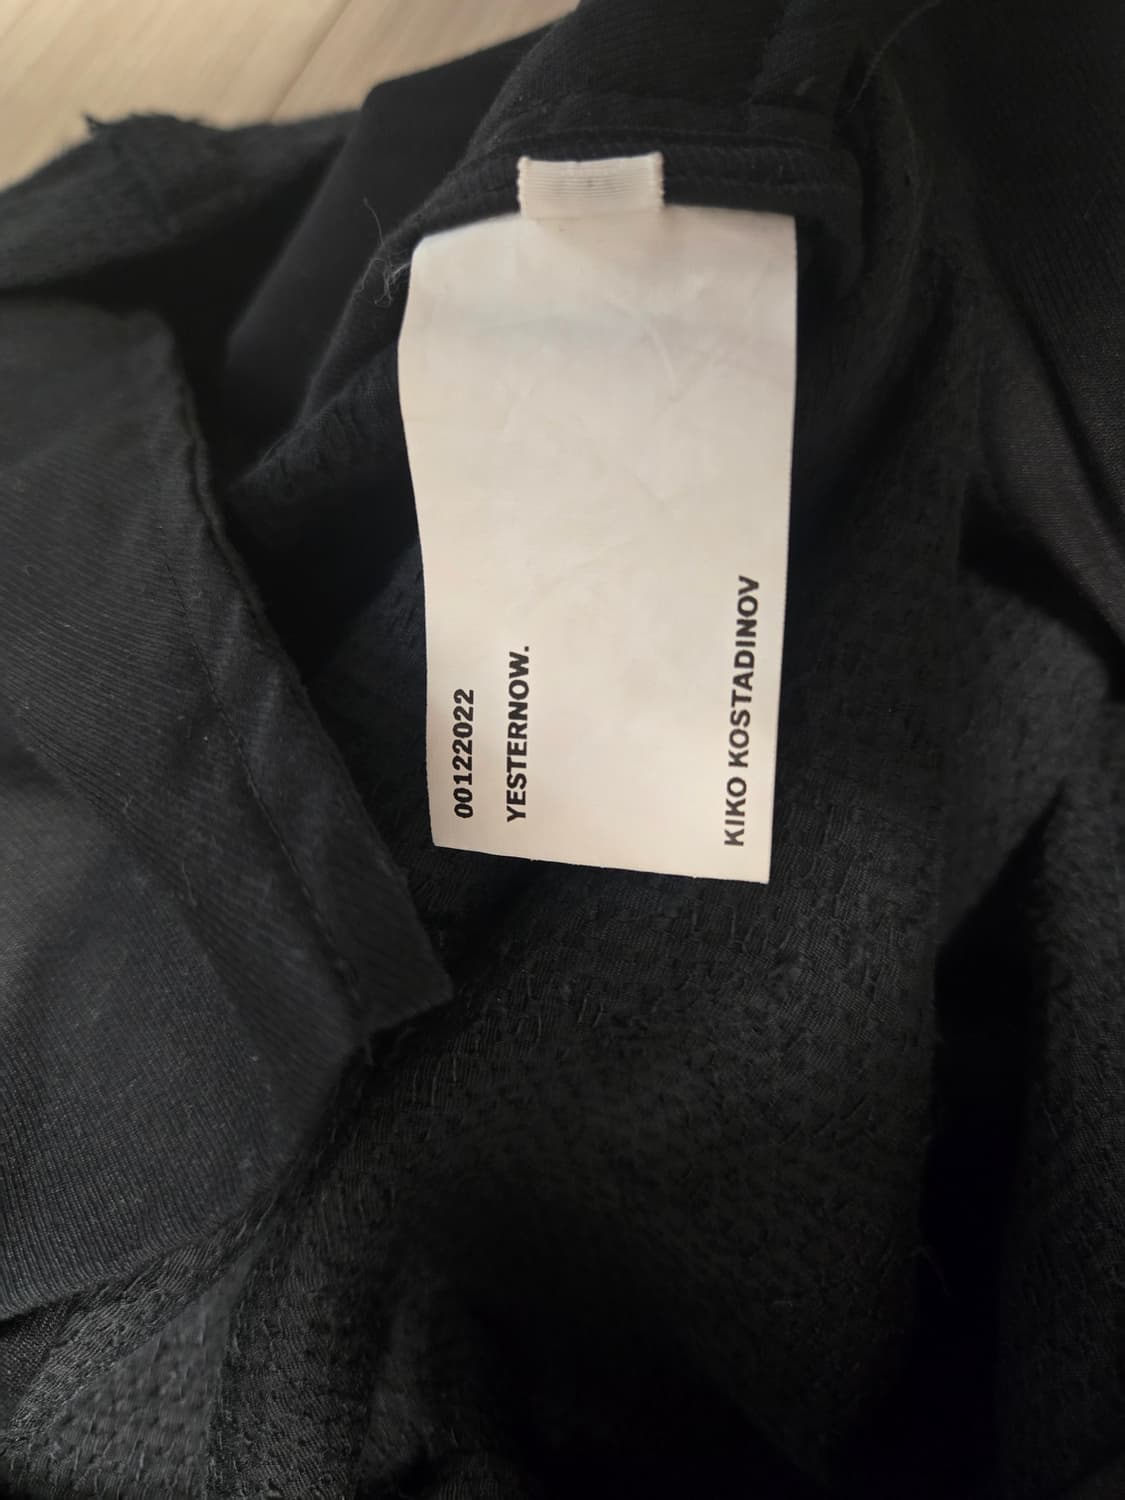 00122022
YESTERNOW.
KIKO KOSTADINOV